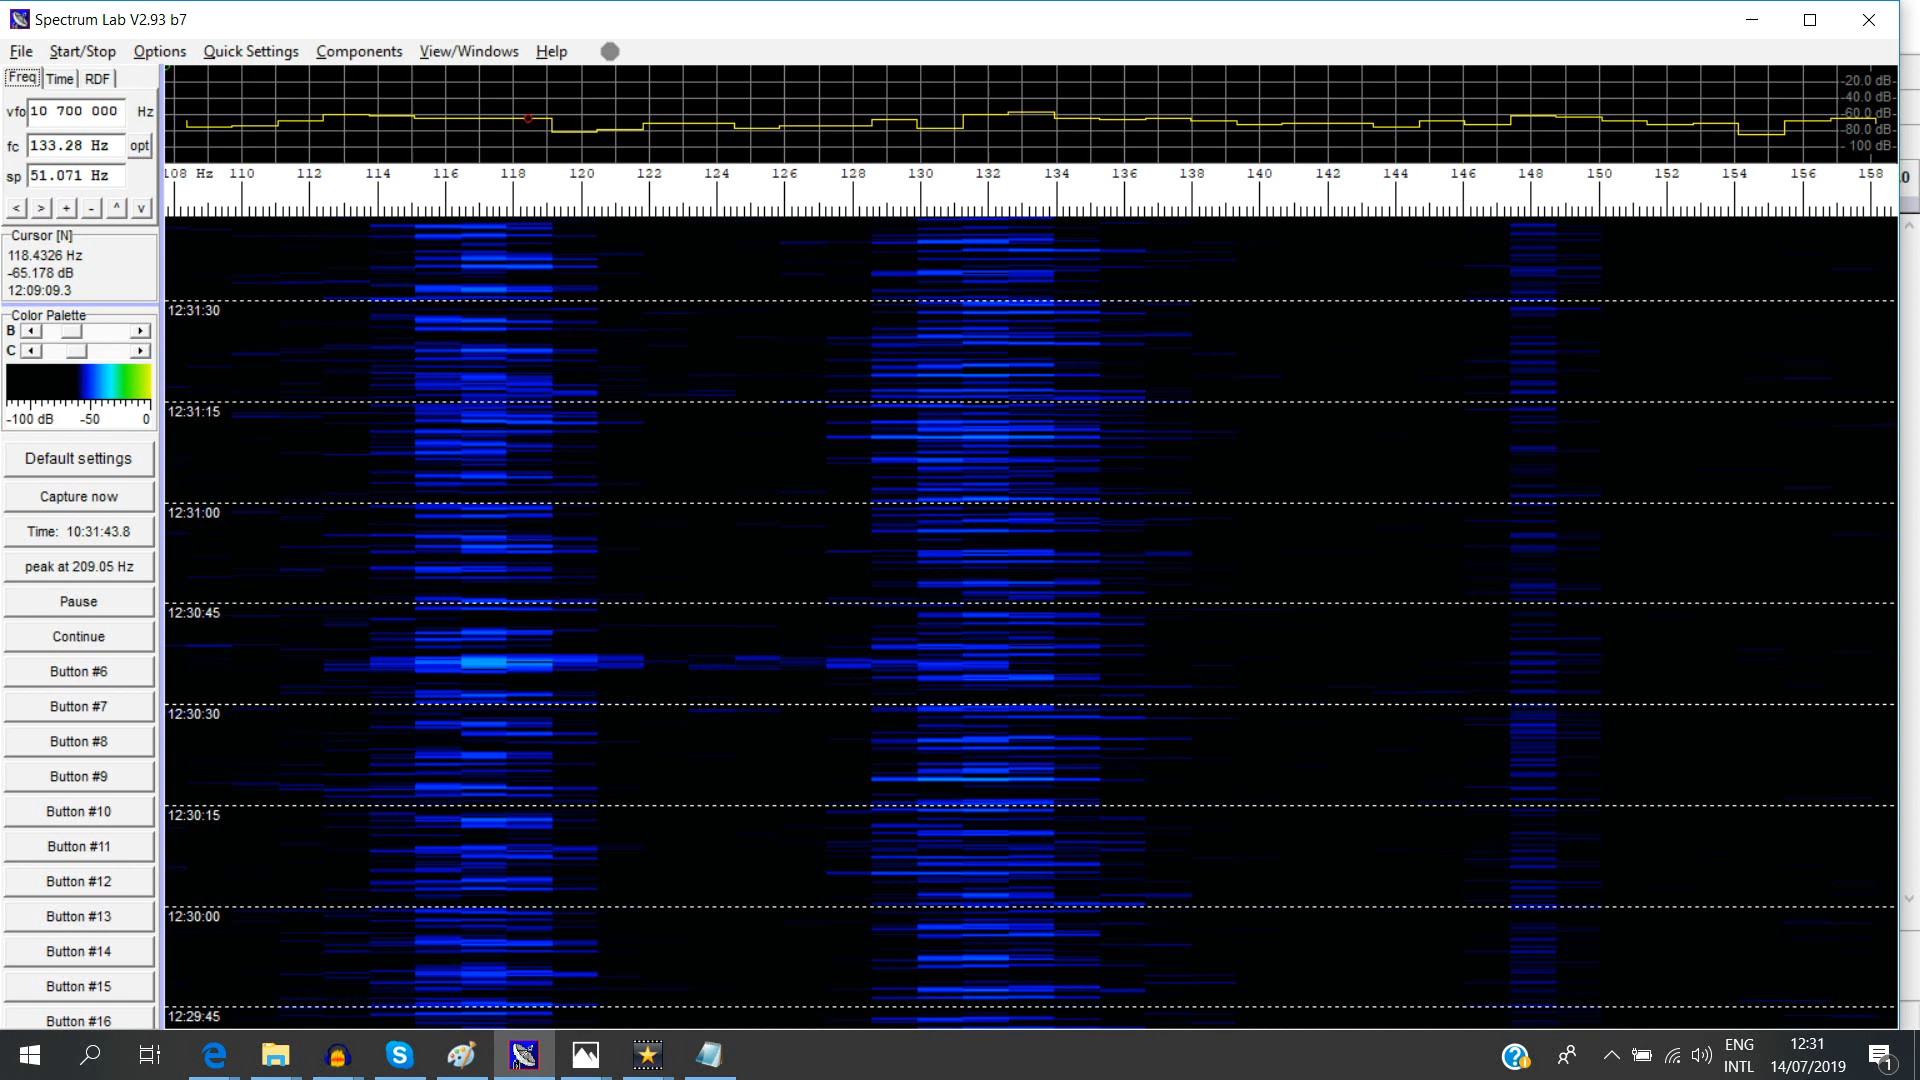 Spectrum Lab V2.93 b7
File Start/Stop Options Quick Settings Components View/Windows Help
Freq Time RDF
vfo 10 700 000 Hz
fc 133.28 Hz opt
sp 51.071 Hz
< > + - ^ v
Cursor [N]
118.4326 Hz
-65.178 dB
12:09:09.3
Color Palette
B
C
-100 dB -50 0
Default settings
Capture now
Time: 10:31:43.8
peak at 209.05 Hz
Pause
Continue
Button #6
Button #7
Button #8
Button #9
Button #10
Button #11
Button #12
Button #13
Button #14
Button #15
Button #16
-20.0 dB
-40.0 dB
-60.0 dB
-80.0 dB
- 100 dB
108 Hz 110 112 114 116 118 120 122 124 126 128 130 132 134 136 138 140 142 144 146 148 150 152 154 156 158
12:31:30
12:31:15
12:31:00
12:30:45
12:30:30
12:30:15
12:30:00
12:29:45
ENG
INTL
12:31
14/07/2019
1